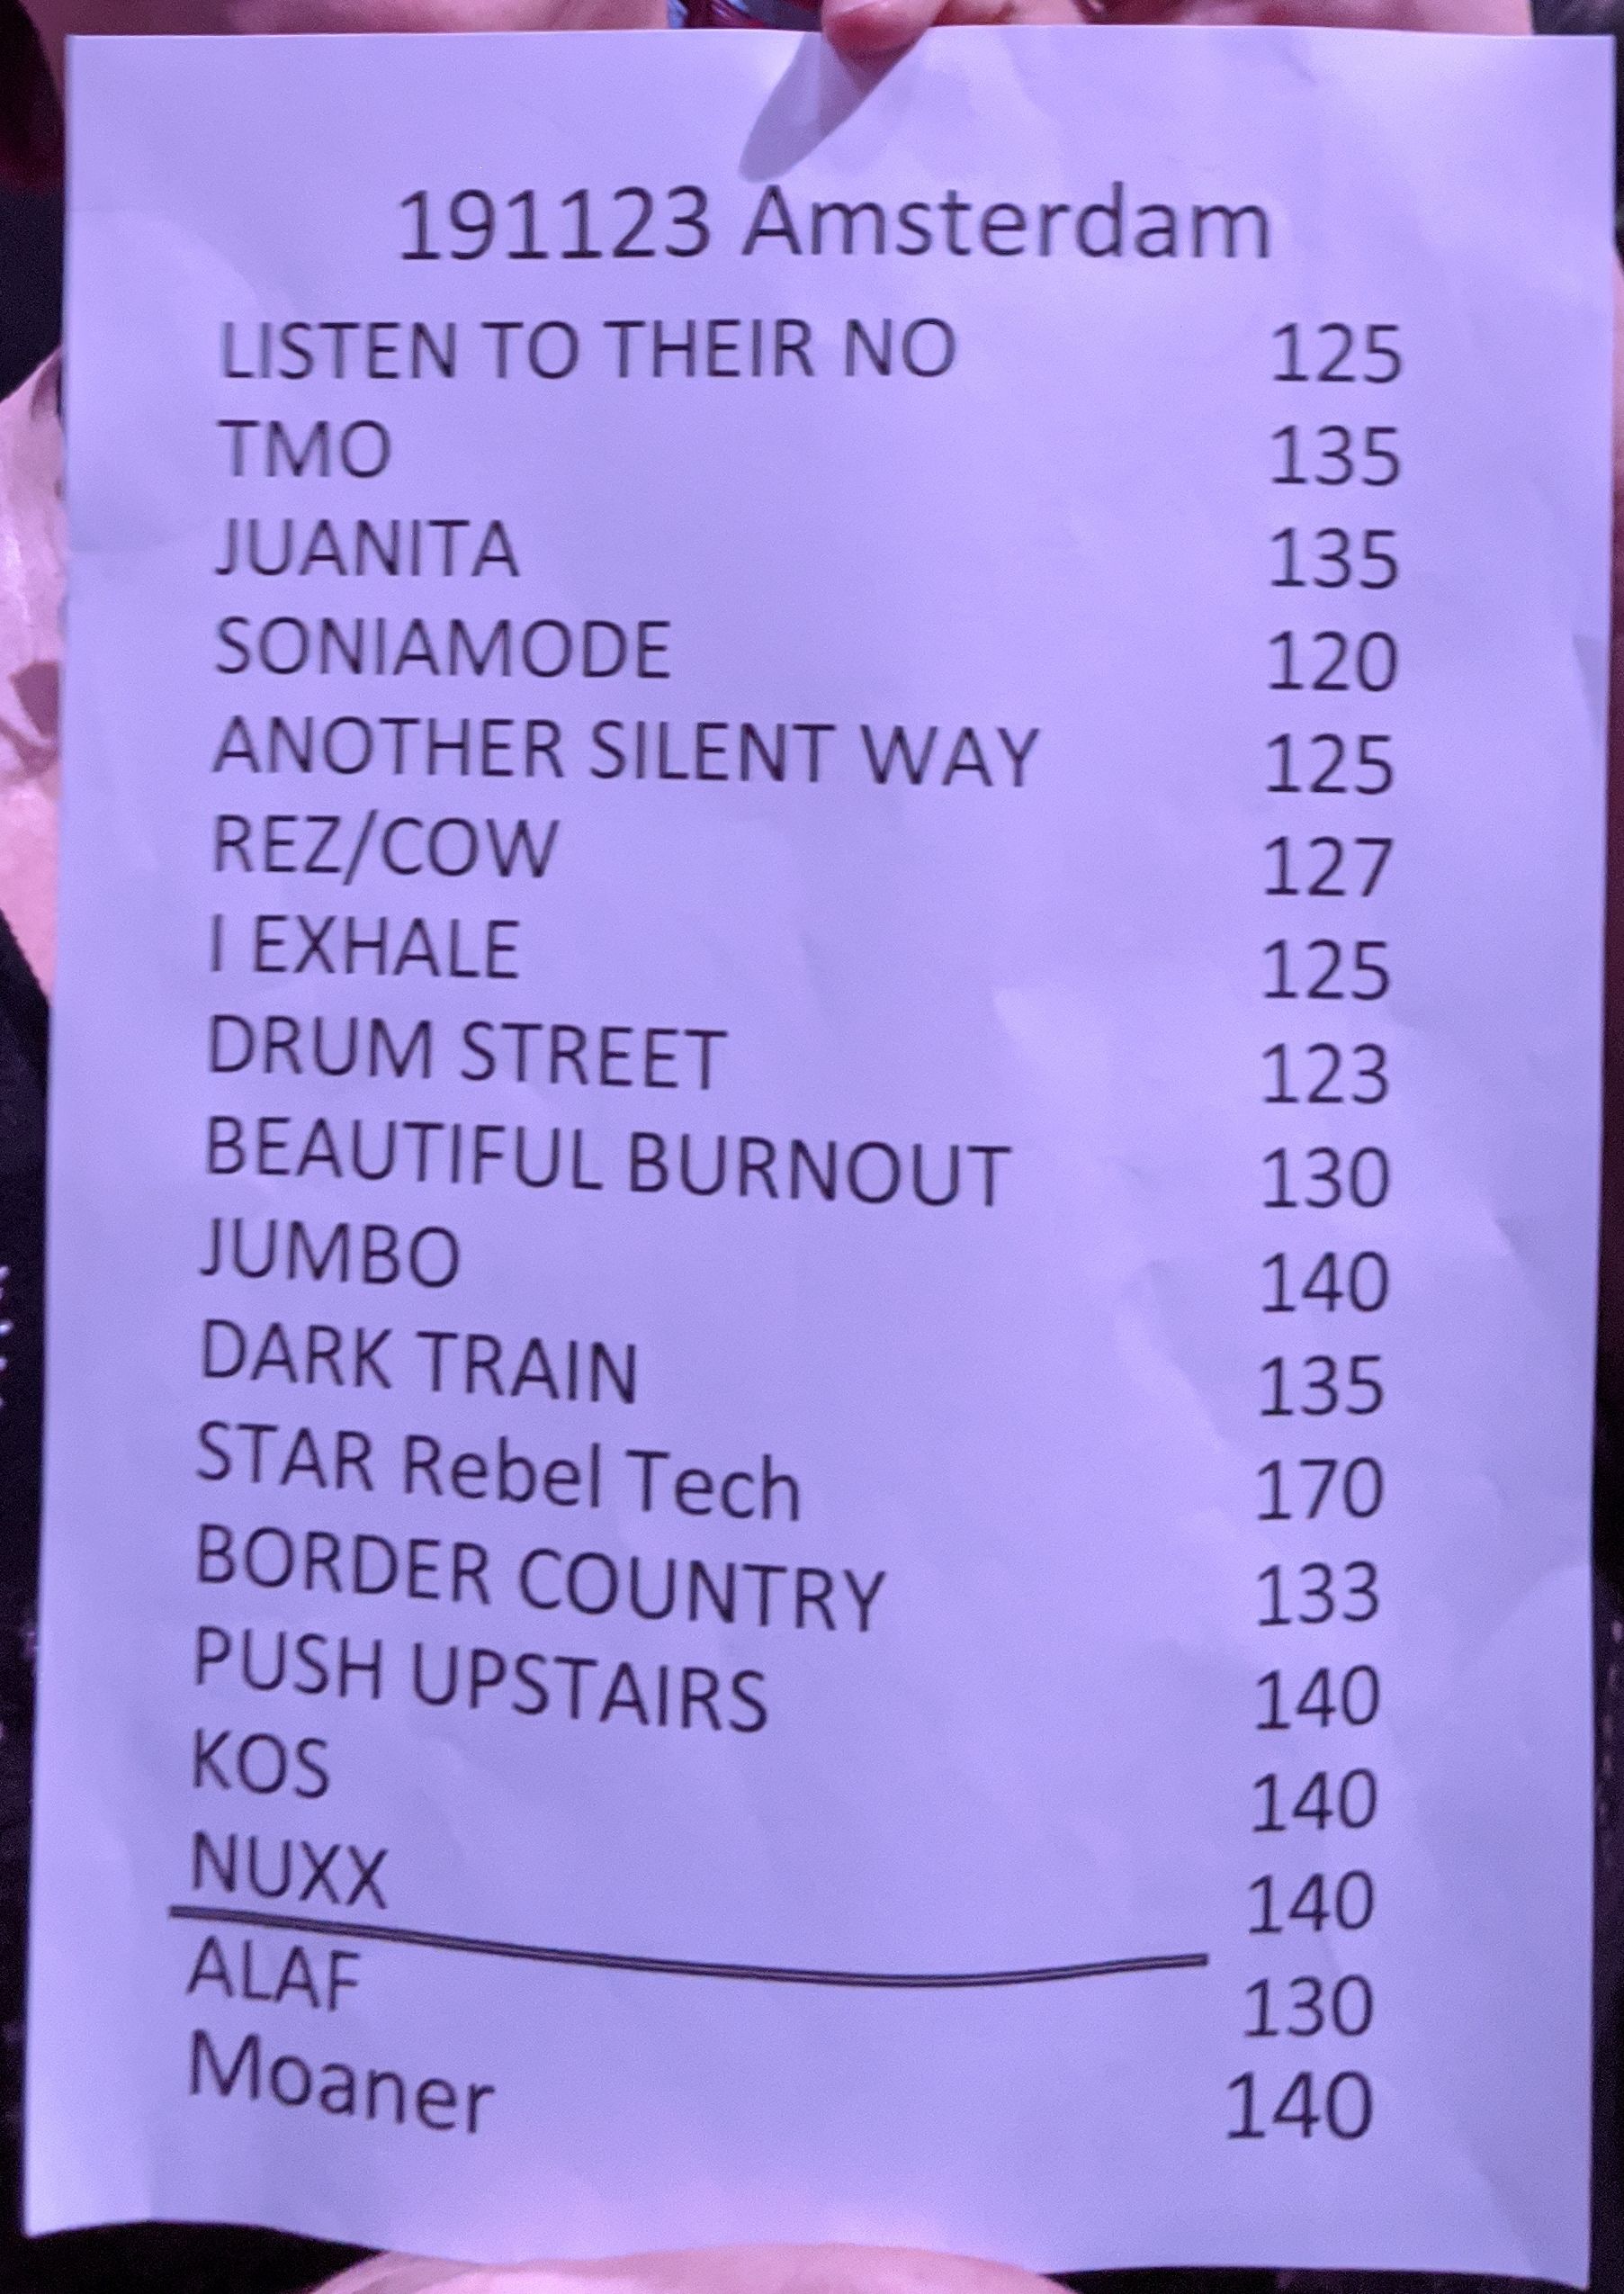 191123 Amsterdam
LISTEN TO THEIR NO 125
TMO 135
JUANITA 135
SONIAMODE 120
ANOTHER SILENT WAY 125
REZ/COW 127
I EXHALE 125
DRUM STREET 123
BEAUTIFUL BURNOUT 130
JUMBO 140
DARK TRAIN 135
STAR Rebel Tech 170
BORDER COUNTRY 133
PUSH UPSTAIRS 140
KOS 140
NUXX 140
ALAF 130
Moaner 140